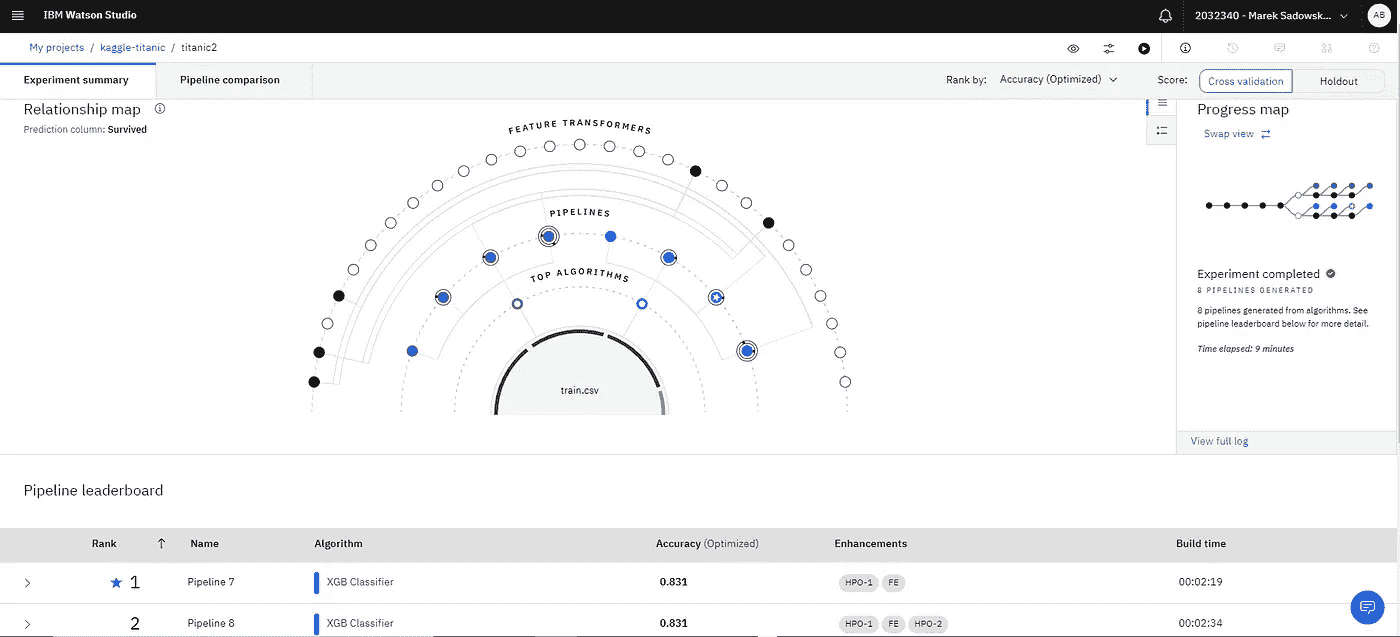 IBM Watson Studio
2032340 - Marek Sadowsk...
AB
My projects / kaggle-titanic / titanic2
Experiment summary
Pipeline comparison
Rank by: Accuracy (Optimized)
Score: Cross validation Holdout
Relationship map
Prediction column: Survived
FEATURE TRANSFORMERS
PIPELINES
TOP ALGORITHMS
train.csv
Progress map
Swap view
Experiment completed
8 PIPELINES GENERATED
8 pipelines generated from algorithms. See
pipeline leaderboard below for more detail.
Time elapsed: 9 minutes
View full log
Pipeline leaderboard
Rank Name Algorithm Accuracy (Optimized) Enhancements Build time
1 Pipeline 7 XGB Classifier 0.831 HPO-1 FE 00:02:19
2 Pipeline 8 XGB Classifier 0.831 HPO-1 FE HPO-2 00:02:34